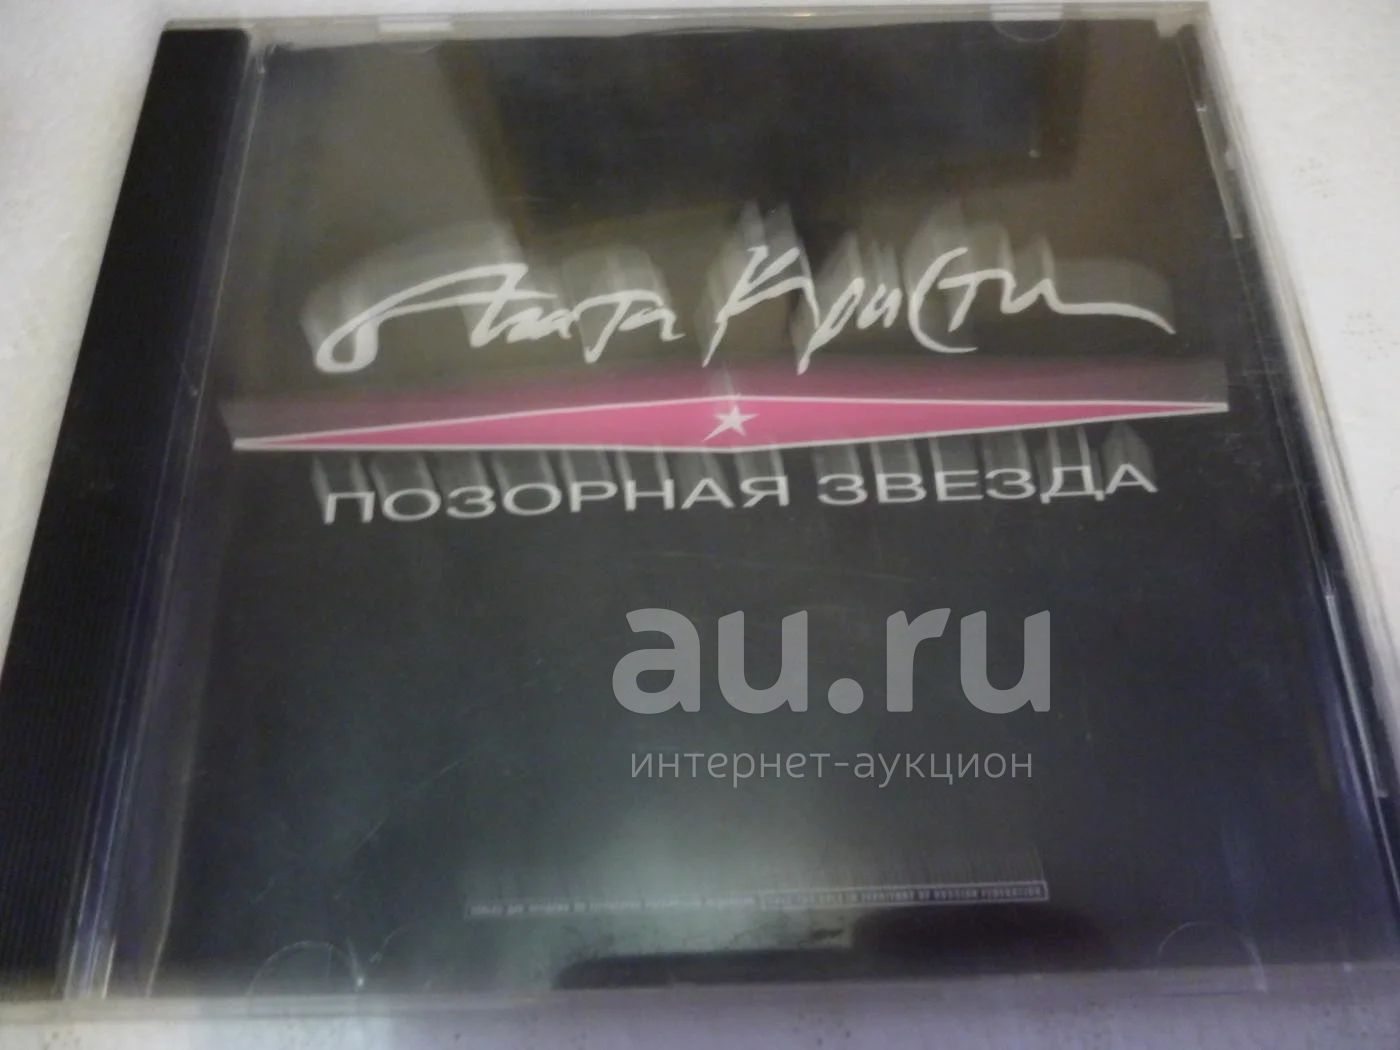 Агата Кристи
ПОЗОРНАЯ ЗВЕЗДА
au.ru
интернет-аукцион